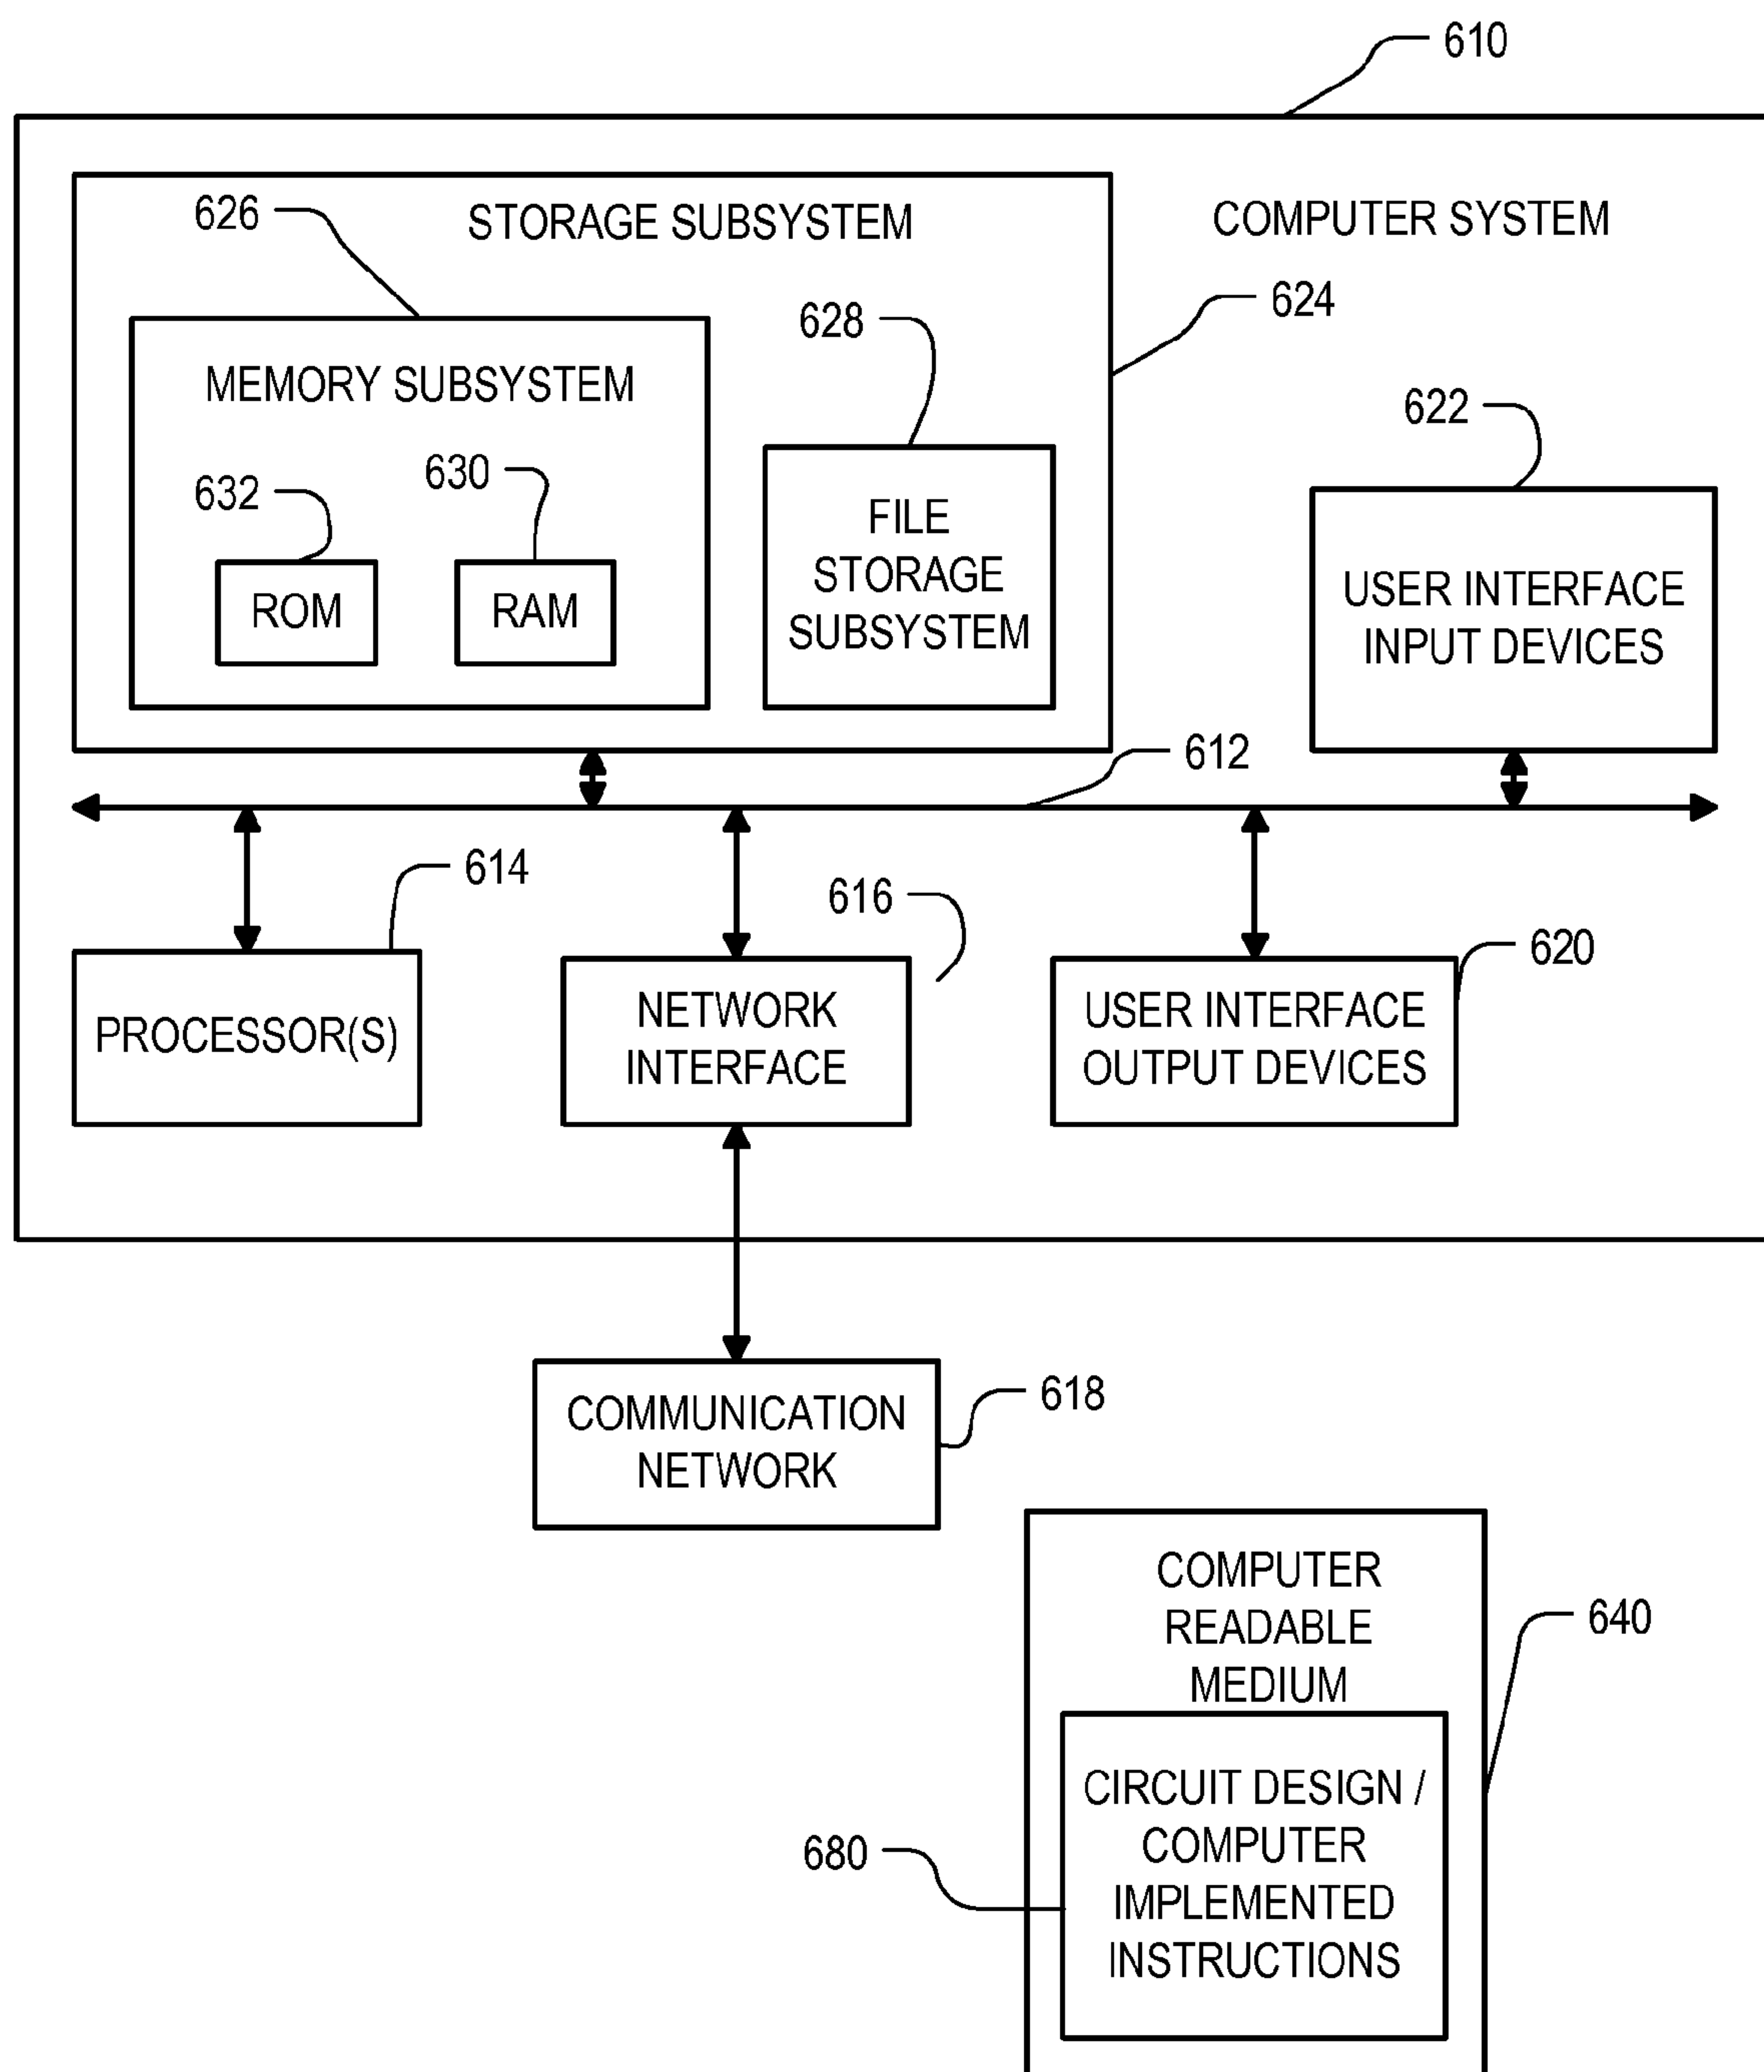 610
626
STORAGE SUBSYSTEM
COMPUTER SYSTEM
624
628
MEMORY SUBSYSTEM
622
632
630
FILE
STORAGE
SUBSYSTEM
ROM
RAM
USER INTERFACE
INPUT DEVICES
612
614
616
620
PROCESSOR(S)
NETWORK
INTERFACE
USER INTERFACE
OUTPUT DEVICES
618
COMMUNICATION
NETWORK
COMPUTER
READABLE
MEDIUM
640
680
CIRCUIT DESIGN /
COMPUTER
IMPLEMENTED
INSTRUCTIONS